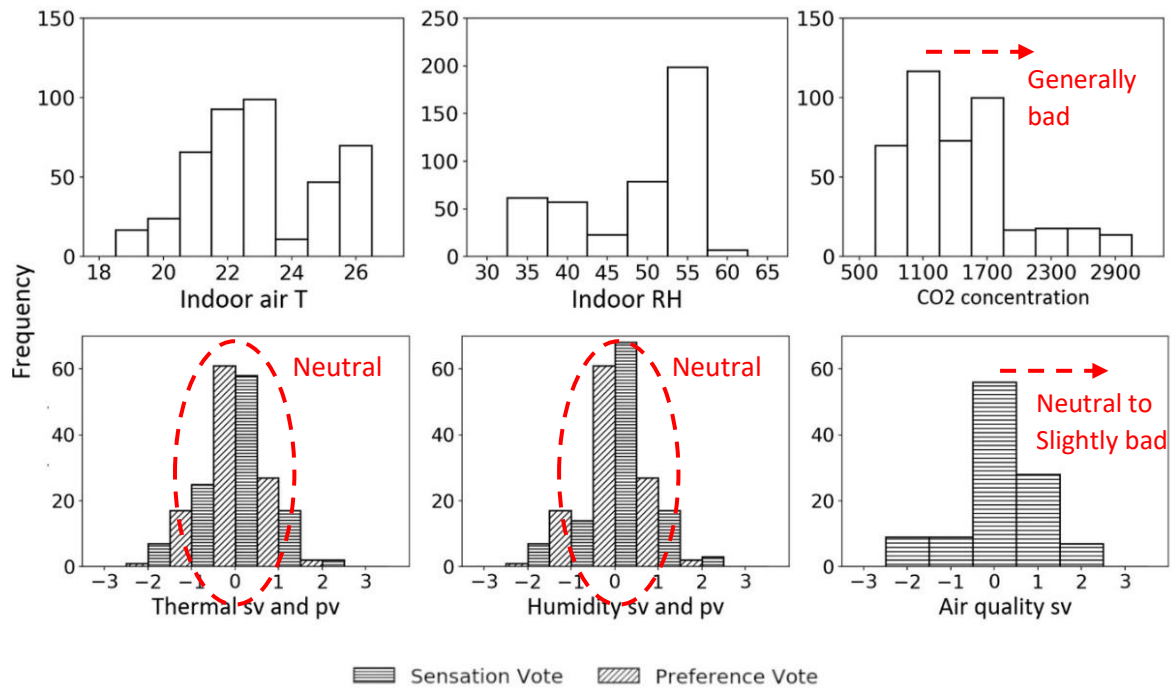 150
100
50
0
18 20 22 24 26
Indoor air T
250
200
150
100
50
0
30 35 40 45 50 55 60 65
Indoor RH
150
100
50
0
500 1100 1700 2300 2900
CO2 concentration
Generally
bad
Frequency
60
40
20
0
−3 −2 −1 0 1 2 3
Thermal sv and pv
Neutral
60
40
20
0
−3 −2 −1 0 1 2 3
Humidity sv and pv
Neutral
60
40
20
0
−3 −2 −1 0 1 2 3
Air quality sv
Neutral to
Slightly bad
Sensation Vote Preference Vote